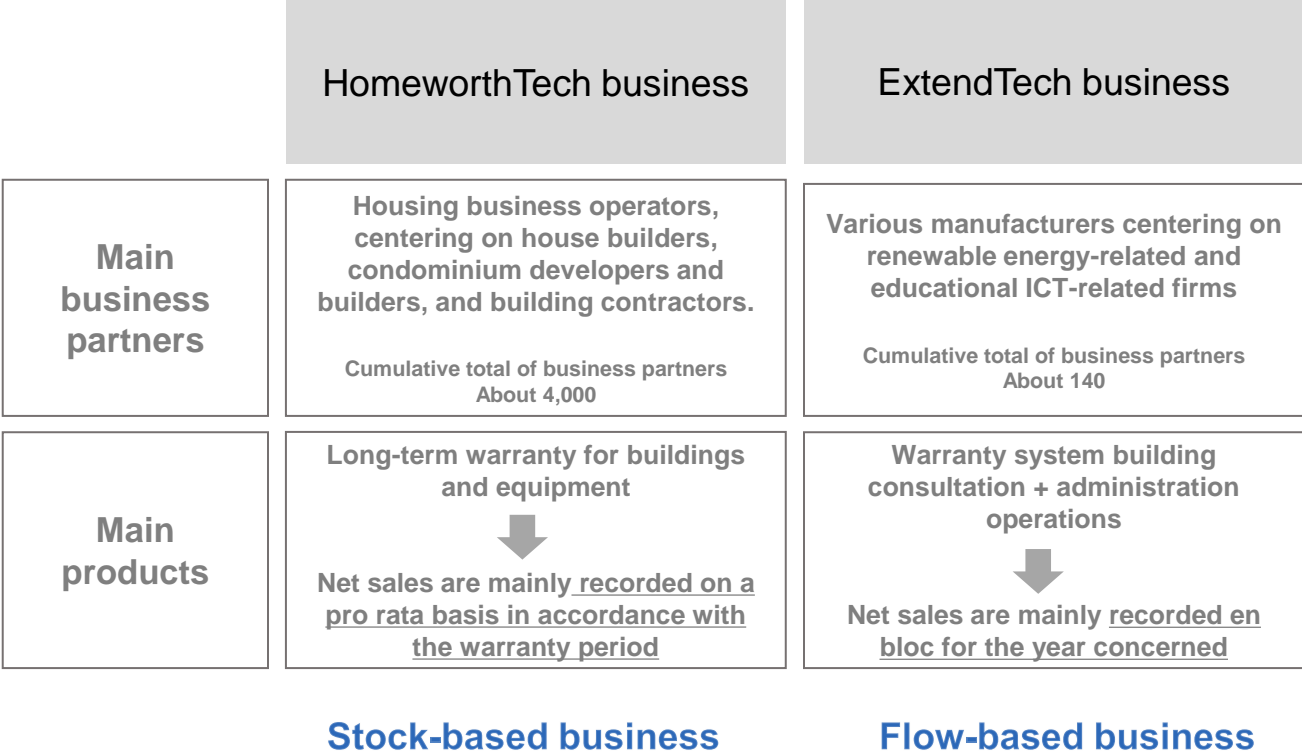 HomeworthTech business
ExtendTech business
Main
business
partners
Housing business operators,
centering on house builders,
condominium developers and
builders, and building contractors.
Cumulative total of business partners
About 4,000
Various manufacturers centering on
renewable energy-related and
educational ICT-related firms
Cumulative total of business partners
About 140
Main
products
Long-term warranty for buildings
and equipment
Net sales are mainly recorded on a
pro rata basis in accordance with
the warranty period
Warranty system building
consultation + administration
operations
Net sales are mainly recorded en
bloc for the year concerned
Stock-based business
Flow-based business